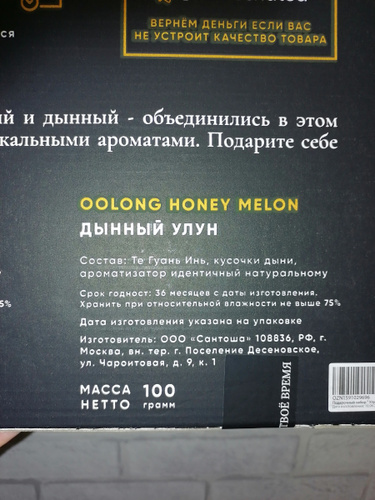 ВЕРНЁМ ДЕНЬГИ ЕСЛИ ВАС
НЕ УСТРОИТ КАЧЕСТВО ТОВАРА
и дынный - объединились в этом
ароматами. Подарите себе
OOLONG HONEY MELON
ДЫННЫЙ УЛУН
Состав: Те Гуань Инь, кусочки дыни,
ароматизатор идентичный натуральному
Срок годност: 36 месяцев с даты изготовления.
Хранить при относительной влажности не выше 75%
Дата изготовления указана на упаковке
Изготовитель: ООО «Сантоша" 108836, РФ, г.
Москва, вн. тер. г. Поселение Десеновское,
ул. Чароитовая, д. 9, к. 1
МАССА 100
НЕТТО грамм
ТВОЁ ВРЕМЯ